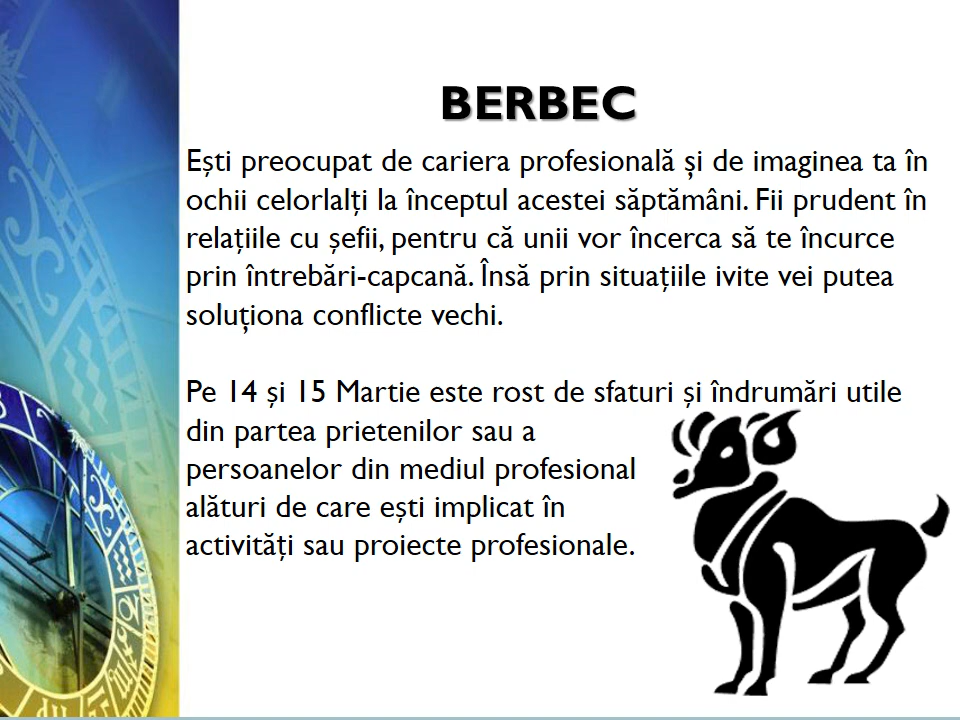 BERBEC
Ești preocupat de cariera profesională și de imaginea ta în
ochii celorlalți la începtul acestei săptămâni. Fii prudent în
relațiile cu șefii, pentru că unii vor încerca să te încurce
prin întrebări-capcană. Însă prin situațiile ivite vei putea
soluționa conflicte vechi.
Pe 14 și 15 Martie este rost de sfaturi și îndrumări utile
din partea prietenilor sau a
persoanelor din mediul profesional
alături de care ești implicat în
activități sau proiecte profesionale.